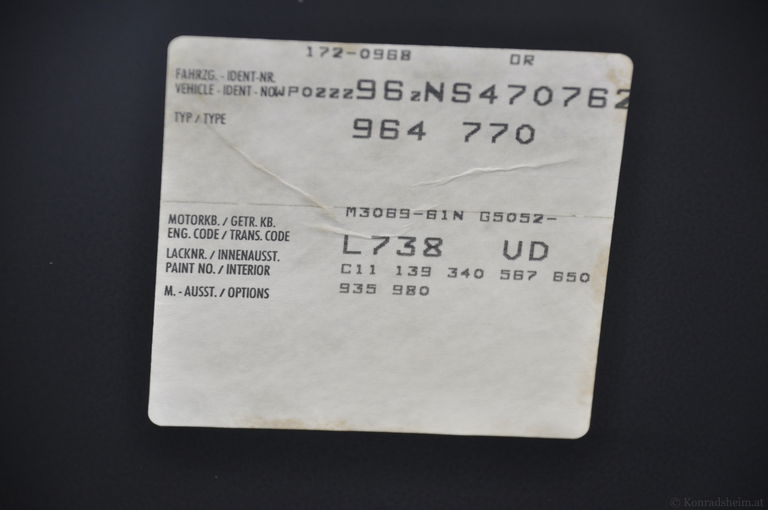 172-0968 OR
FAHRZG. - IDENT-NR.
VEHICLE - IDENT - NO WP0ZZZ96ZNS470762
TYP / TYPE 964 770
MOTORKB. / GETR. KB. M3069-61N G5052-
ENG. CODE / TRANS. CODE
LACKNR. / INNENAUSST. L738 UD
PAINT NO. / INTERIOR C11 139 340 567 650
M. - AUSST. / OPTIONS 935 980
© Konradsheim.at